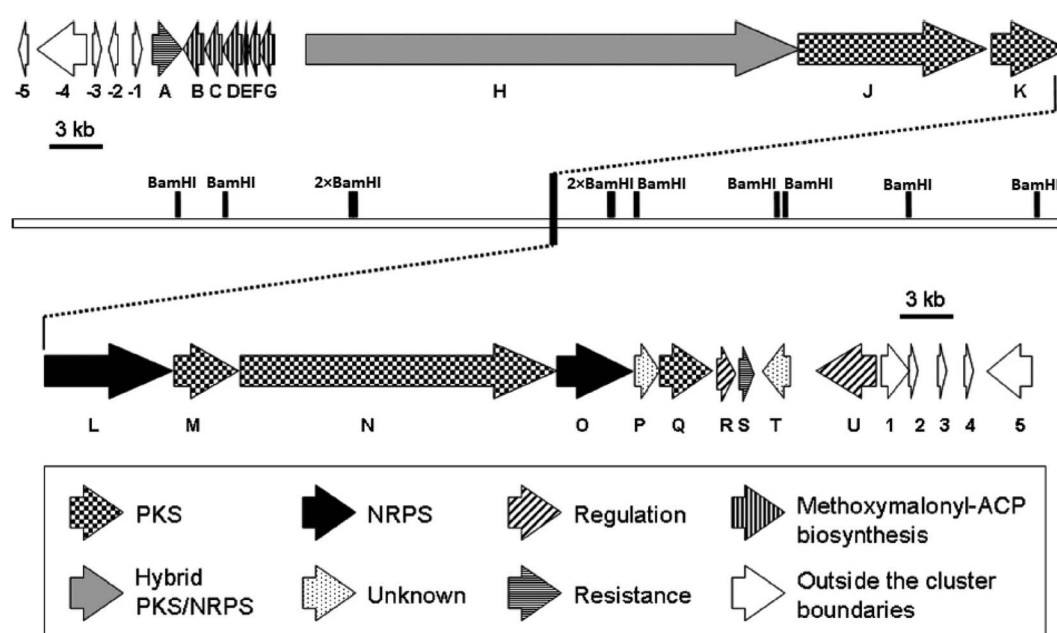 -5 -4 -3 -2 -1 A B C D E F G H J K
3 kb
BamHI BamHI 2×BamHI 2×BamHI BamHI BamHI BamHI BamHI BamHI
3 kb
L M N O P Q R S T U 1 2 3 4 5
PKS NRPS Regulation Methoxymalonyl-ACP
biosynthesis
Hybrid
PKS/NRPS Unknown Resistance Outside the cluster
boundaries